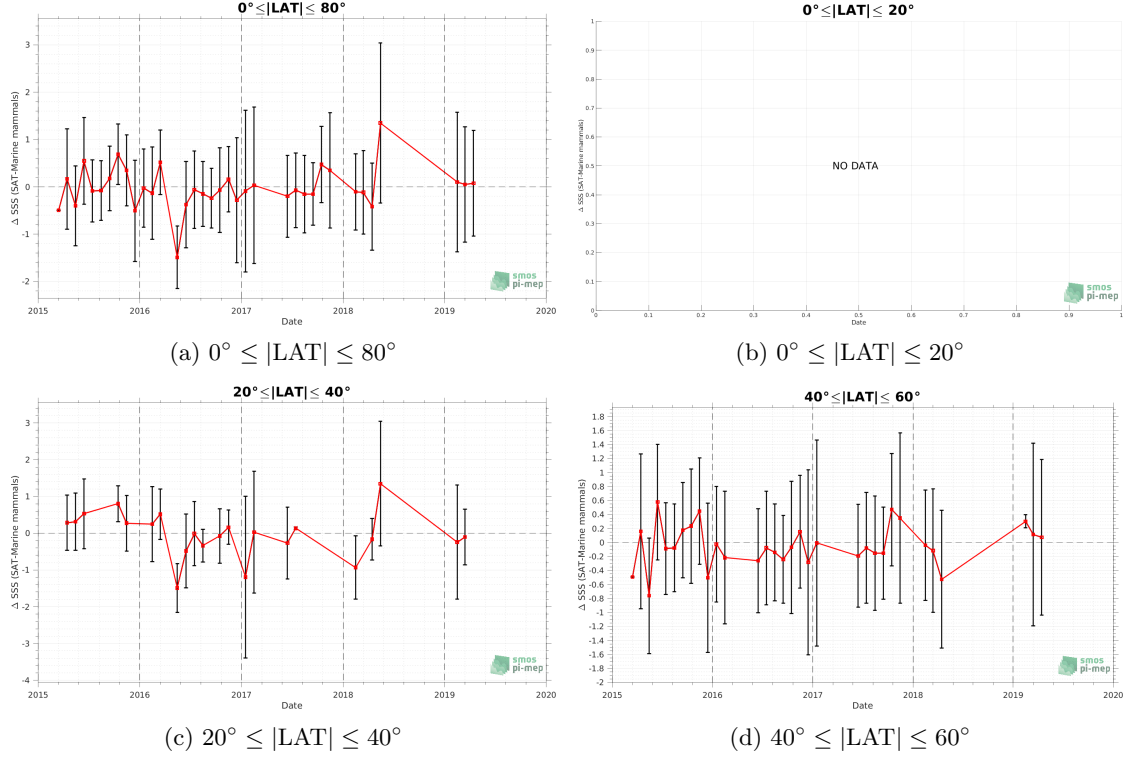 0°≤|LAT|≤ 80°
Δ SSS (SAT-Marine mammals)
3
2
1
0
-1
-2
2015 2016 2017 2018 2019 2020
Date
smos
pi-mep
(a) 0° ≤ |LAT| ≤ 80°
0°≤|LAT|≤ 20°
Δ SSS (SAT-Marine mammals)
1
0.9
0.8
0.7
0.6
0.5
0.4
0.3
0.2
0.1
0
NO DATA
0 0.1 0.2 0.3 0.4 0.5 0.6 0.7 0.8 0.9 1
Date
smos
pi-mep
(b) 0° ≤ |LAT| ≤ 20°
20°≤|LAT|≤ 40°
Δ SSS (SAT-Marine mammals)
3
2
1
0
-1
-2
-3
-4
2015 2016 2017 2018 2019
Date
smos
pi-mep
(c) 20° ≤ |LAT| ≤ 40°
40°≤|LAT|≤ 60°
Δ SSS (SAT-Marine mammals)
1.8
1.6
1.4
1.2
1
0.8
0.6
0.4
0.2
0
-0.2
-0.4
-0.6
-0.8
-1
-1.2
-1.4
-1.6
-1.8
-2
2015 2016 2017 2018 2019 2020
Date
smos
pi-mep
(d) 40° ≤ |LAT| ≤ 60°